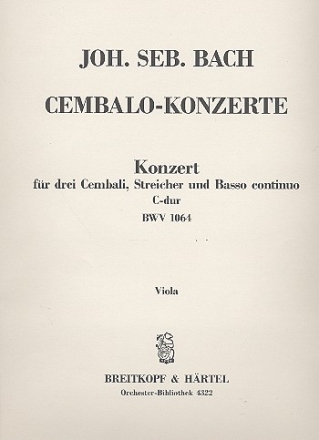 JOH. SEB. BACH
CEMBALO-KONZERTE
Konzert
für drei Cembali, Streicher und Basso continuo
C-dur
BWV 1064
Viola
BREITKOPF & HÄRTEL
Orchester-Bibliothek 4322